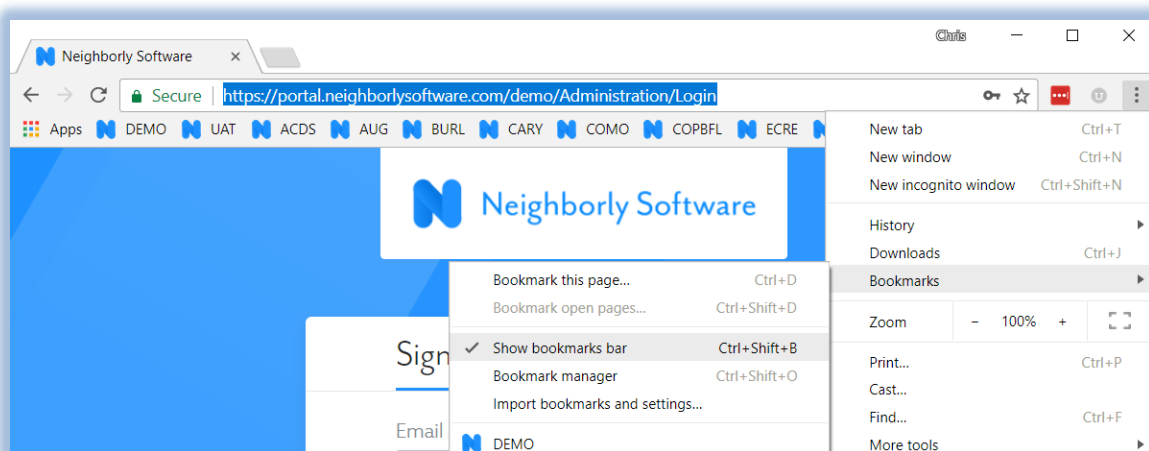 Chris
Neighborly Software
Secure https://portal.neighborlysoftware.com/demo/Administration/Login
Apps DEMO UAT ACDS AUG BURL CARY COMO COPBFL ECRE
Neighborly Software
Sign
Email
Bookmark this page... Ctrl+D
Bookmark open pages... Ctrl+Shift+D
Show bookmarks bar Ctrl+Shift+B
Bookmark manager Ctrl+Shift+O
Import bookmarks and settings...
DEMO
New tab Ctrl+T
New window Ctrl+N
New incognito window Ctrl+Shift+N
History
Downloads Ctrl+J
Bookmarks
Zoom - 100% +
Print... Ctrl+P
Cast...
Find... Ctrl+F
More tools